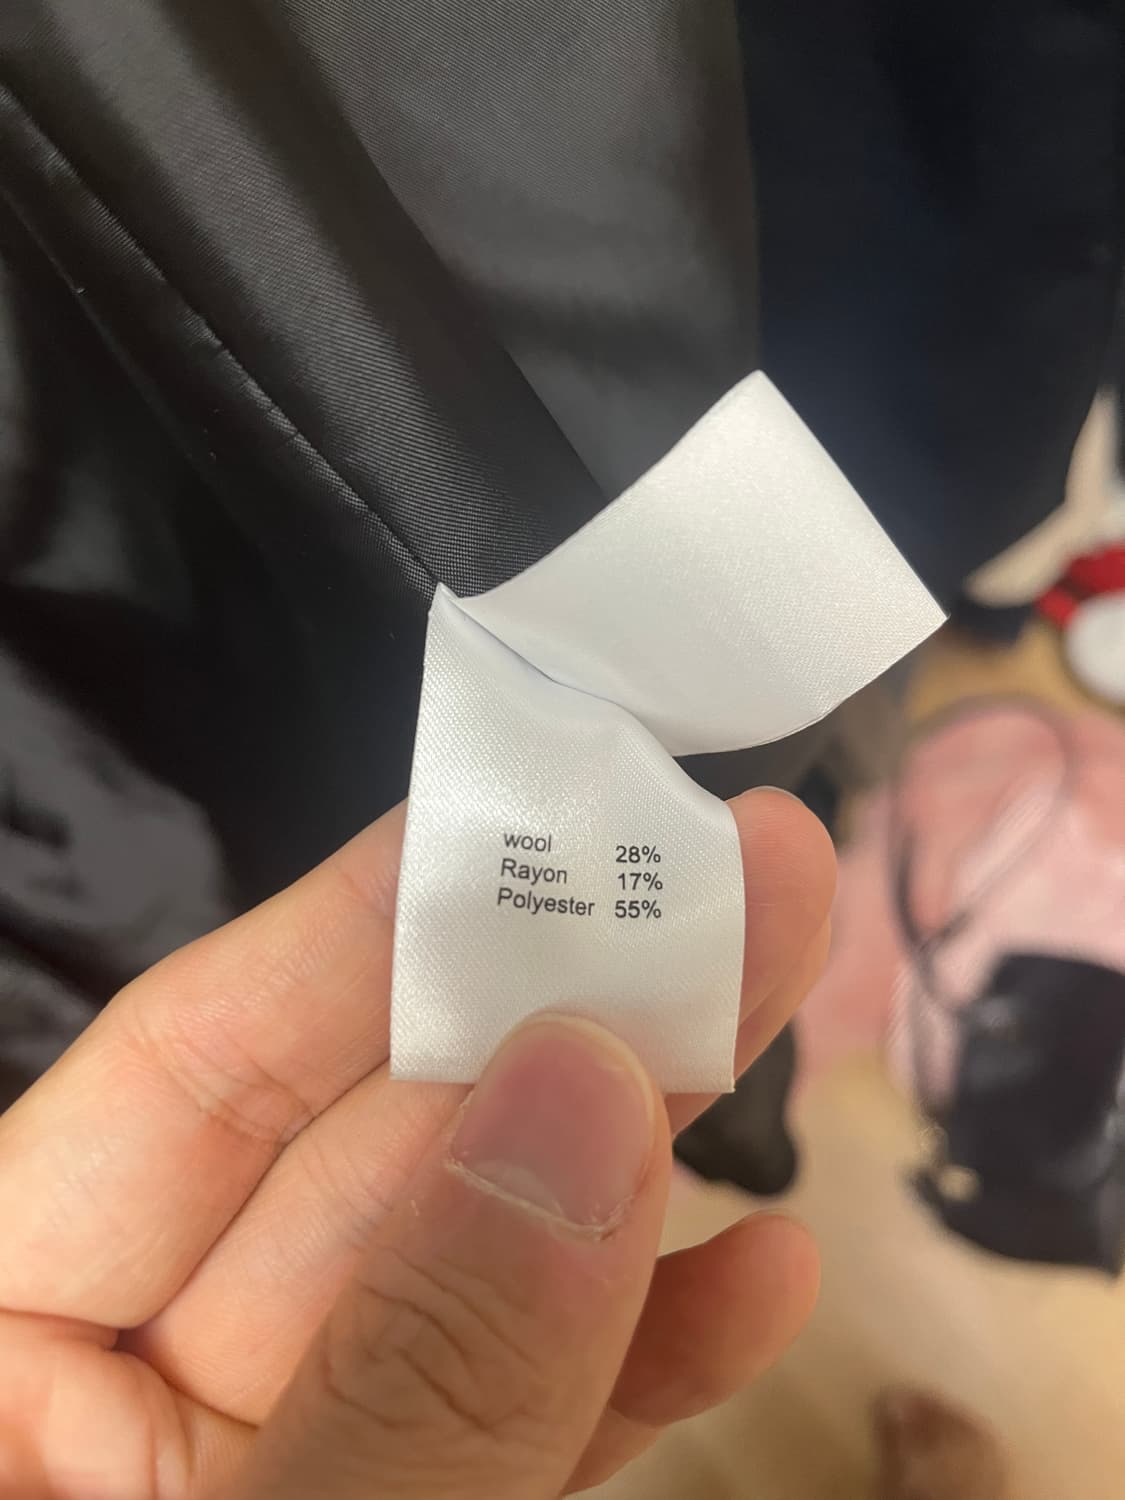 wool 28%
Rayon 17%
Polyester 55%